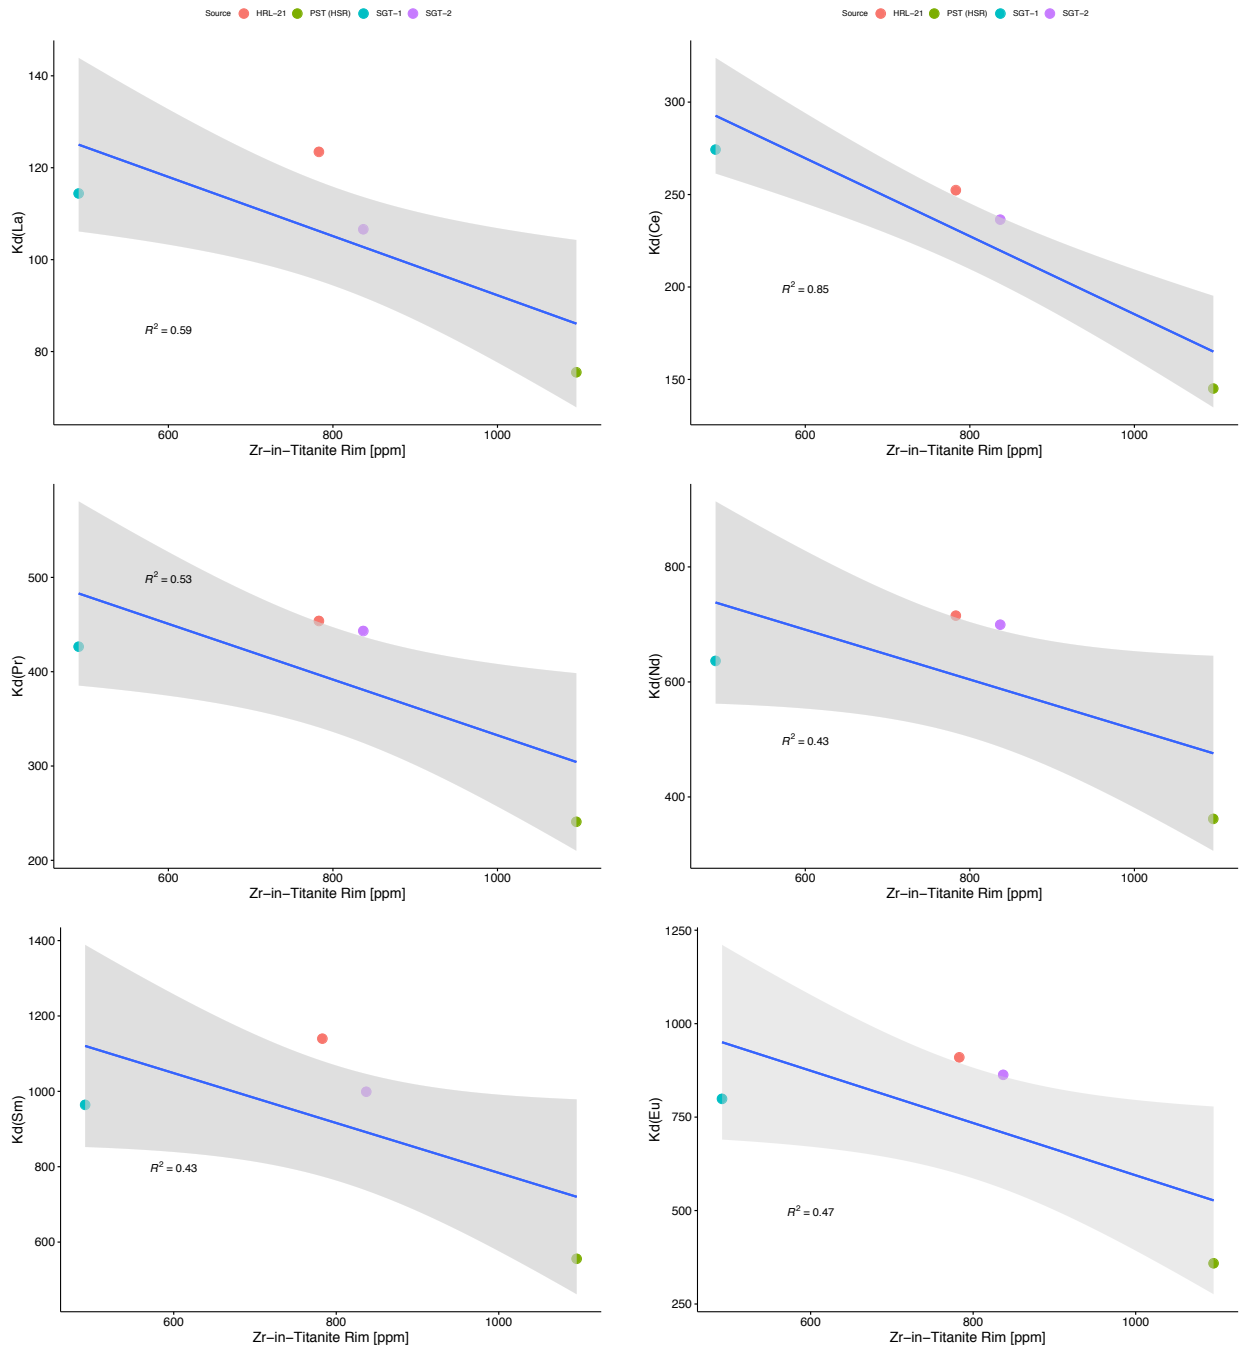 Source HRL−21 PST (HSR) SGT−1 SGT−2
140
120
100
80
Kd(La)
R² = 0.59
600 800 1000
Zr−in−Titanite Rim [ppm]
Source HRL−21 PST (HSR) SGT−1 SGT−2
300
250
200
150
Kd(Ce)
R² = 0.85
600 800 1000
Zr−in−Titanite Rim [ppm]
500
400
300
200
Kd(Pr)
R² = 0.53
600 800 1000
Zr−in−Titanite Rim [ppm]
800
600
400
Kd(Nd)
R² = 0.43
600 800 1000
Zr−in−Titanite Rim [ppm]
1400
1200
1000
800
600
Kd(Sm)
R² = 0.43
600 800 1000
Zr−in−Titanite Rim [ppm]
1250
1000
750
500
250
Kd(Eu)
R² = 0.47
600 800 1000
Zr−in−Titanite Rim [ppm]